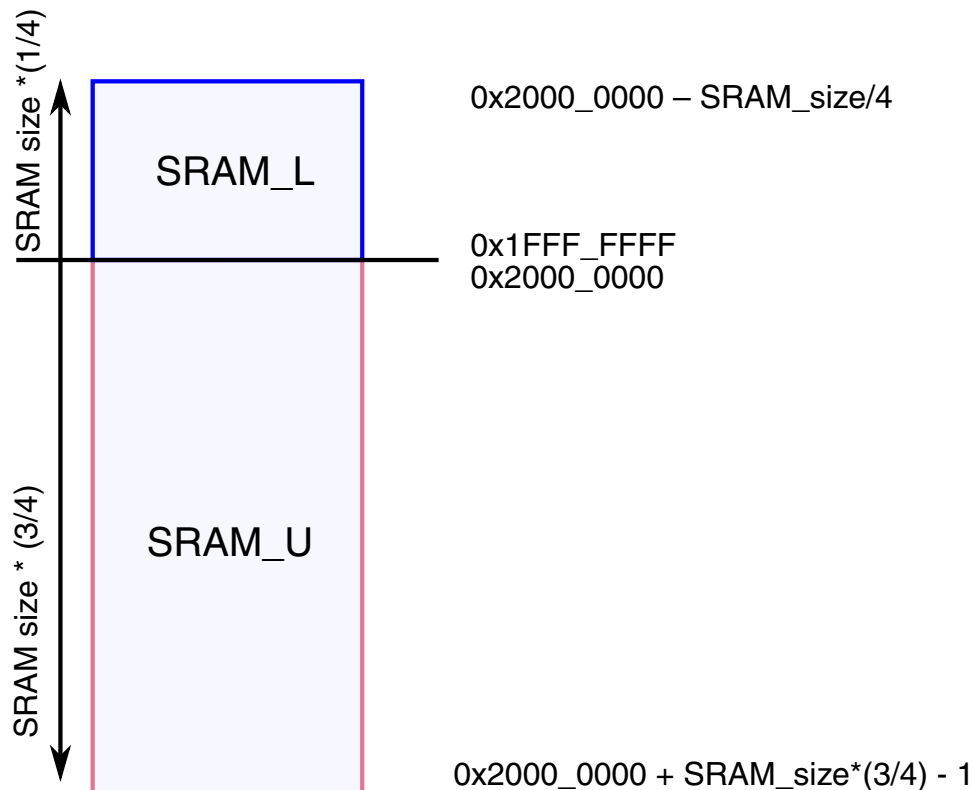 SRAM size *(1/4)
0x2000_0000 – SRAM_size/4
SRAM_L
0x1FFF_FFFF
0x2000_0000
SRAM size * (3/4)
SRAM_U
0x2000_0000 + SRAM_size*(3/4) - 1